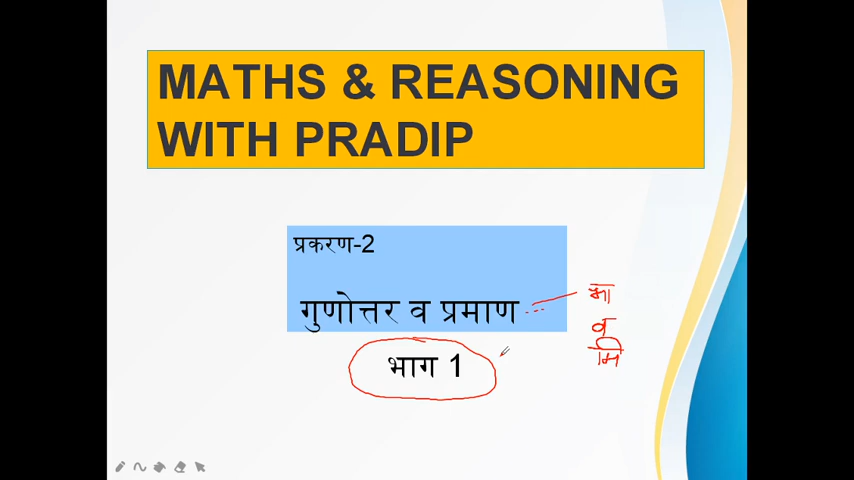 MATHS & REASONING
WITH PRADIP
प्रकरण-2
गुणोत्तर व प्रमाण
भाग 1
भा
व
मि